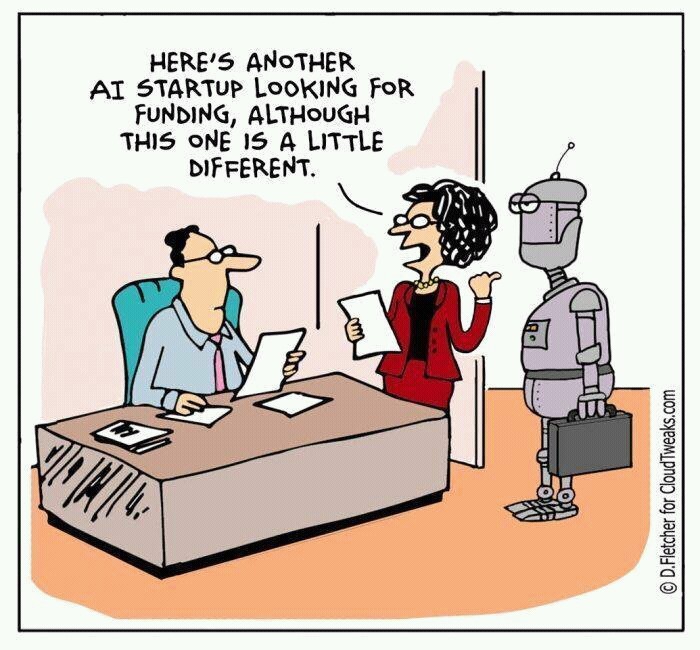 HERE'S ANOTHER
AI STARTUP LOOKING FOR
FUNDING, ALTHOUGH
THIS ONE IS A LITTLE
DIFFERENT.
© D.Fletcher for CloudTweaks.com